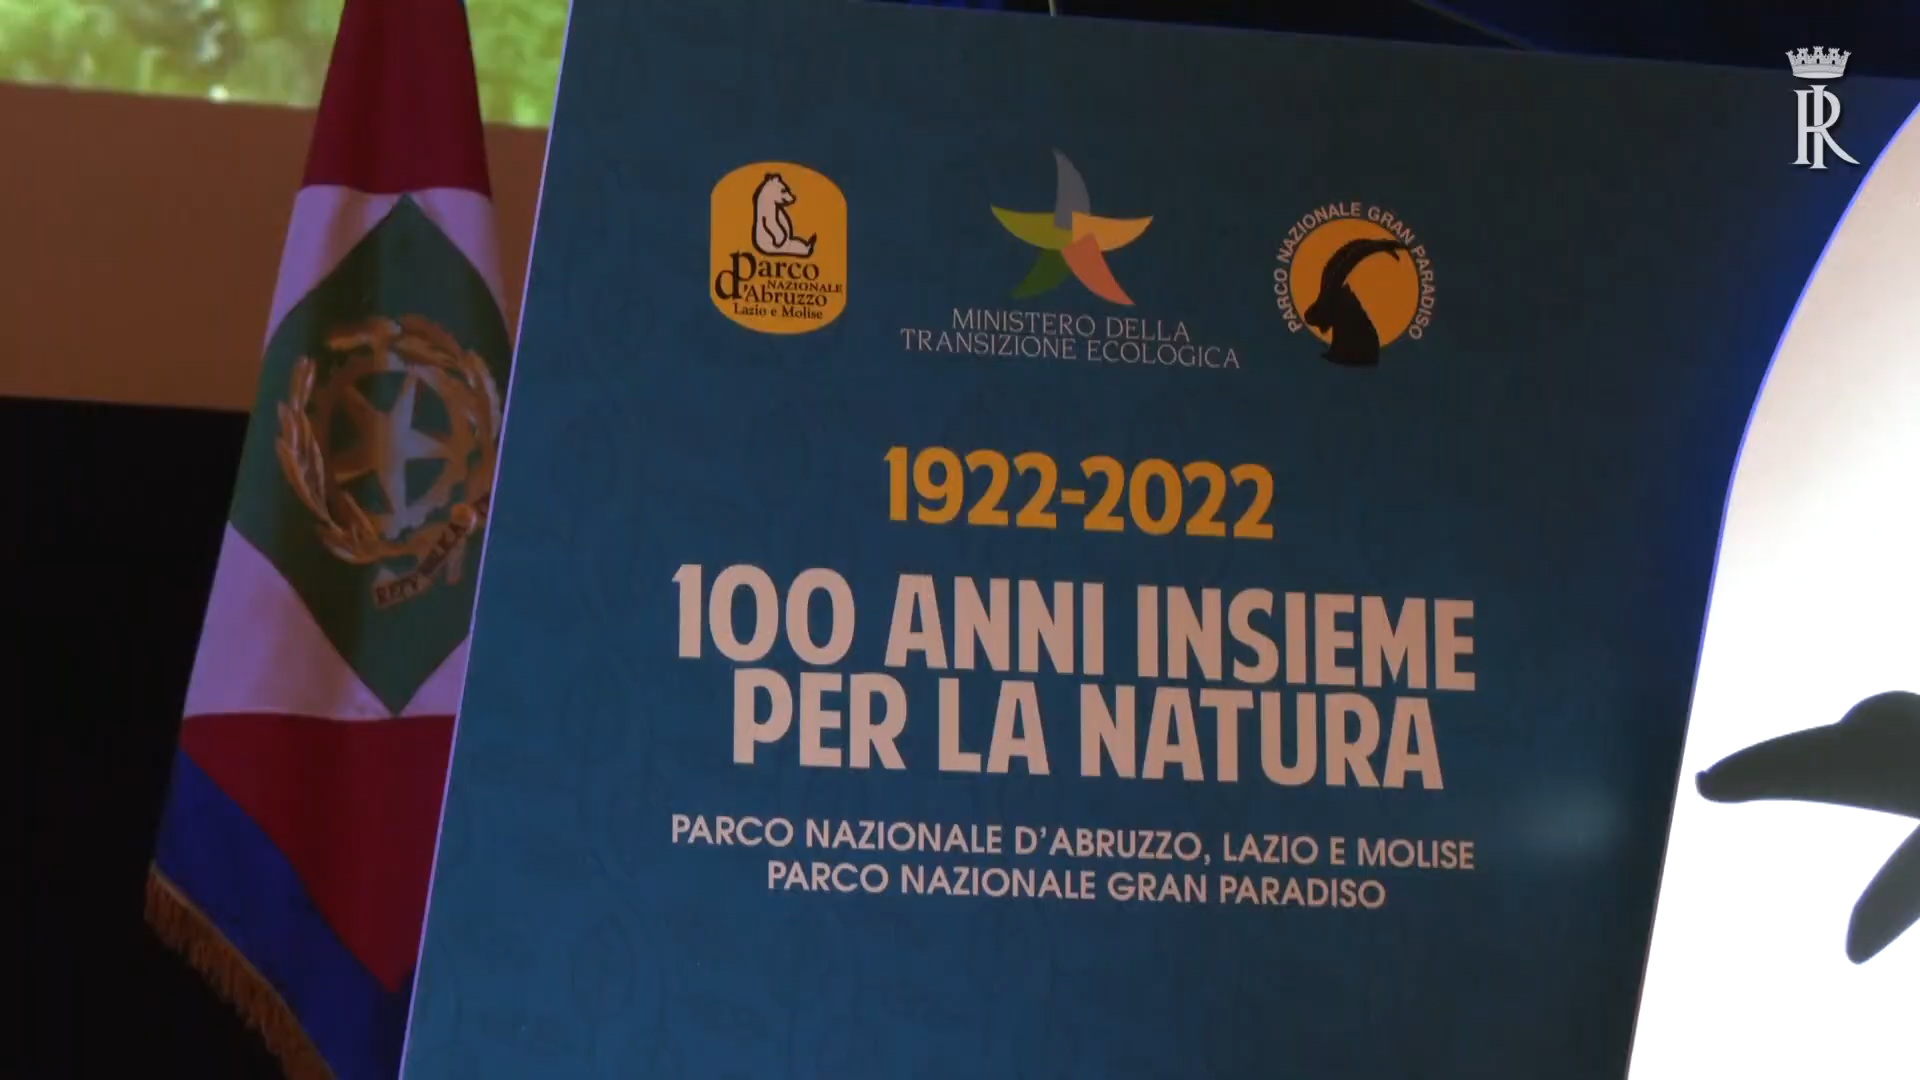 Parco
NAZIONALE
d'Abruzzo
Lazio e Molise
MINISTERO DELLA
TRANSIZIONE ECOLOGICA
PARCO NAZIONALE GRAN PARADISO
1922-2022
100 ANNI INSIEME
PER LA NATURA
PARCO NAZIONALE D'ABRUZZO, LAZIO E MOLISE
PARCO NAZIONALE GRAN PARADISO